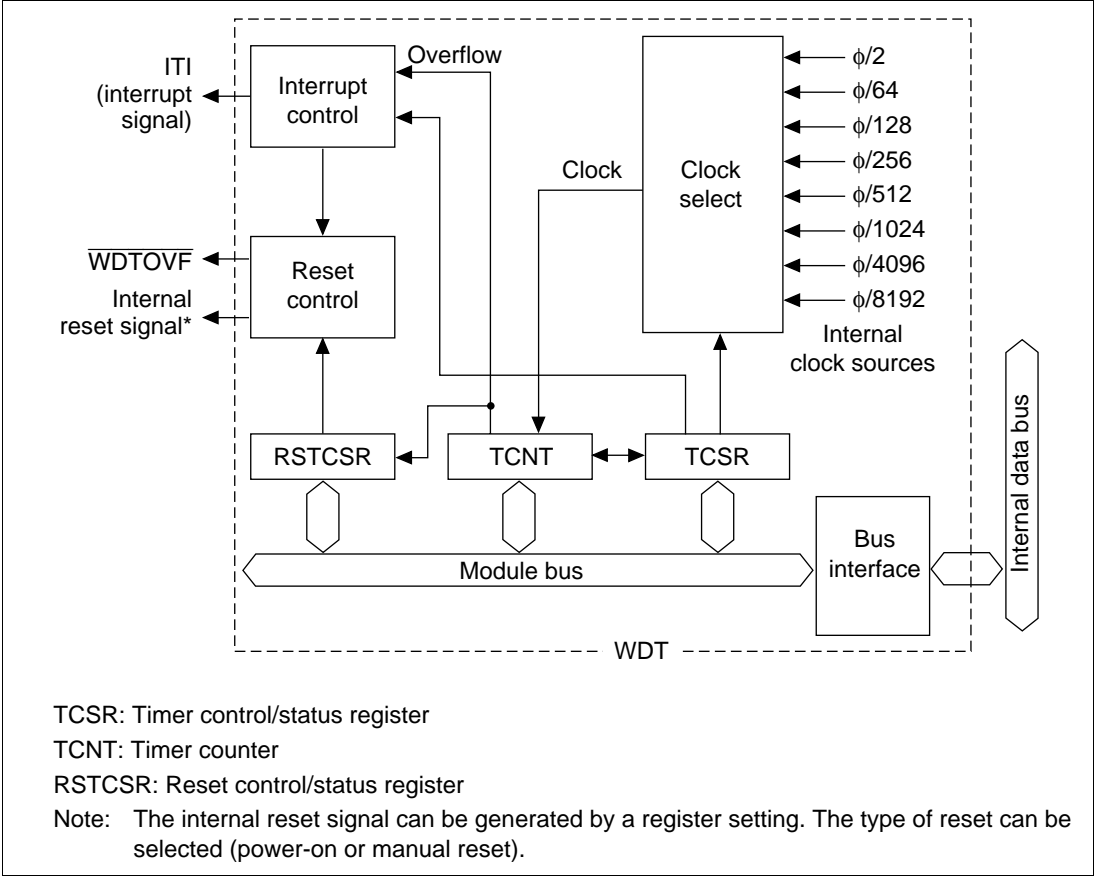 ITI
(interrupt
signal)
Interrupt
control
Overflow
Clock
Clock
select
ϕ/2
ϕ/64
ϕ/128
ϕ/256
ϕ/512
ϕ/1024
ϕ/4096
ϕ/8192
Internal
clock sources
WDTOVF
Internal
reset signal*
Reset
control
RSTCSR
TCNT
TCSR
Module bus
Bus
interface
Internal data bus
WDT
TCSR: Timer control/status register
TCNT: Timer counter
RSTCSR: Reset control/status register
Note: The internal reset signal can be generated by a register setting. The type of reset can be
selected (power-on or manual reset).